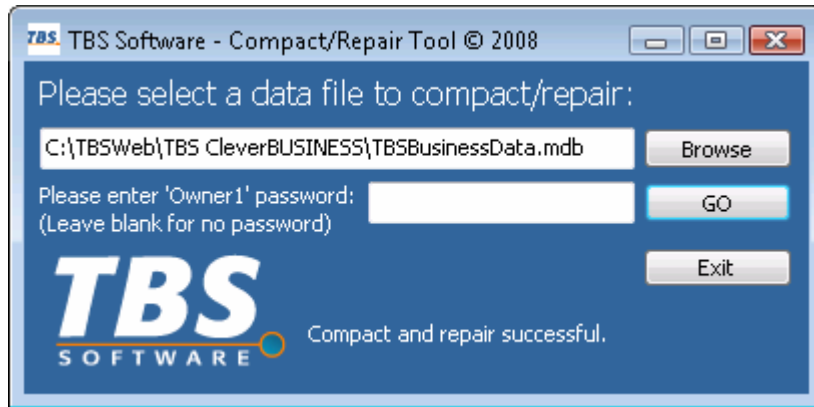 TBS TBS Software - Compact/Repair Tool © 2008
Please select a data file to compact/repair:
C:\TBSWeb\TBS CleverBUSINESS\TBSBusinessData.mdb
Browse
Please enter 'Owner1' password:
(Leave blank for no password)
GO
Exit
TBS
SOFTWARE
Compact and repair successful.